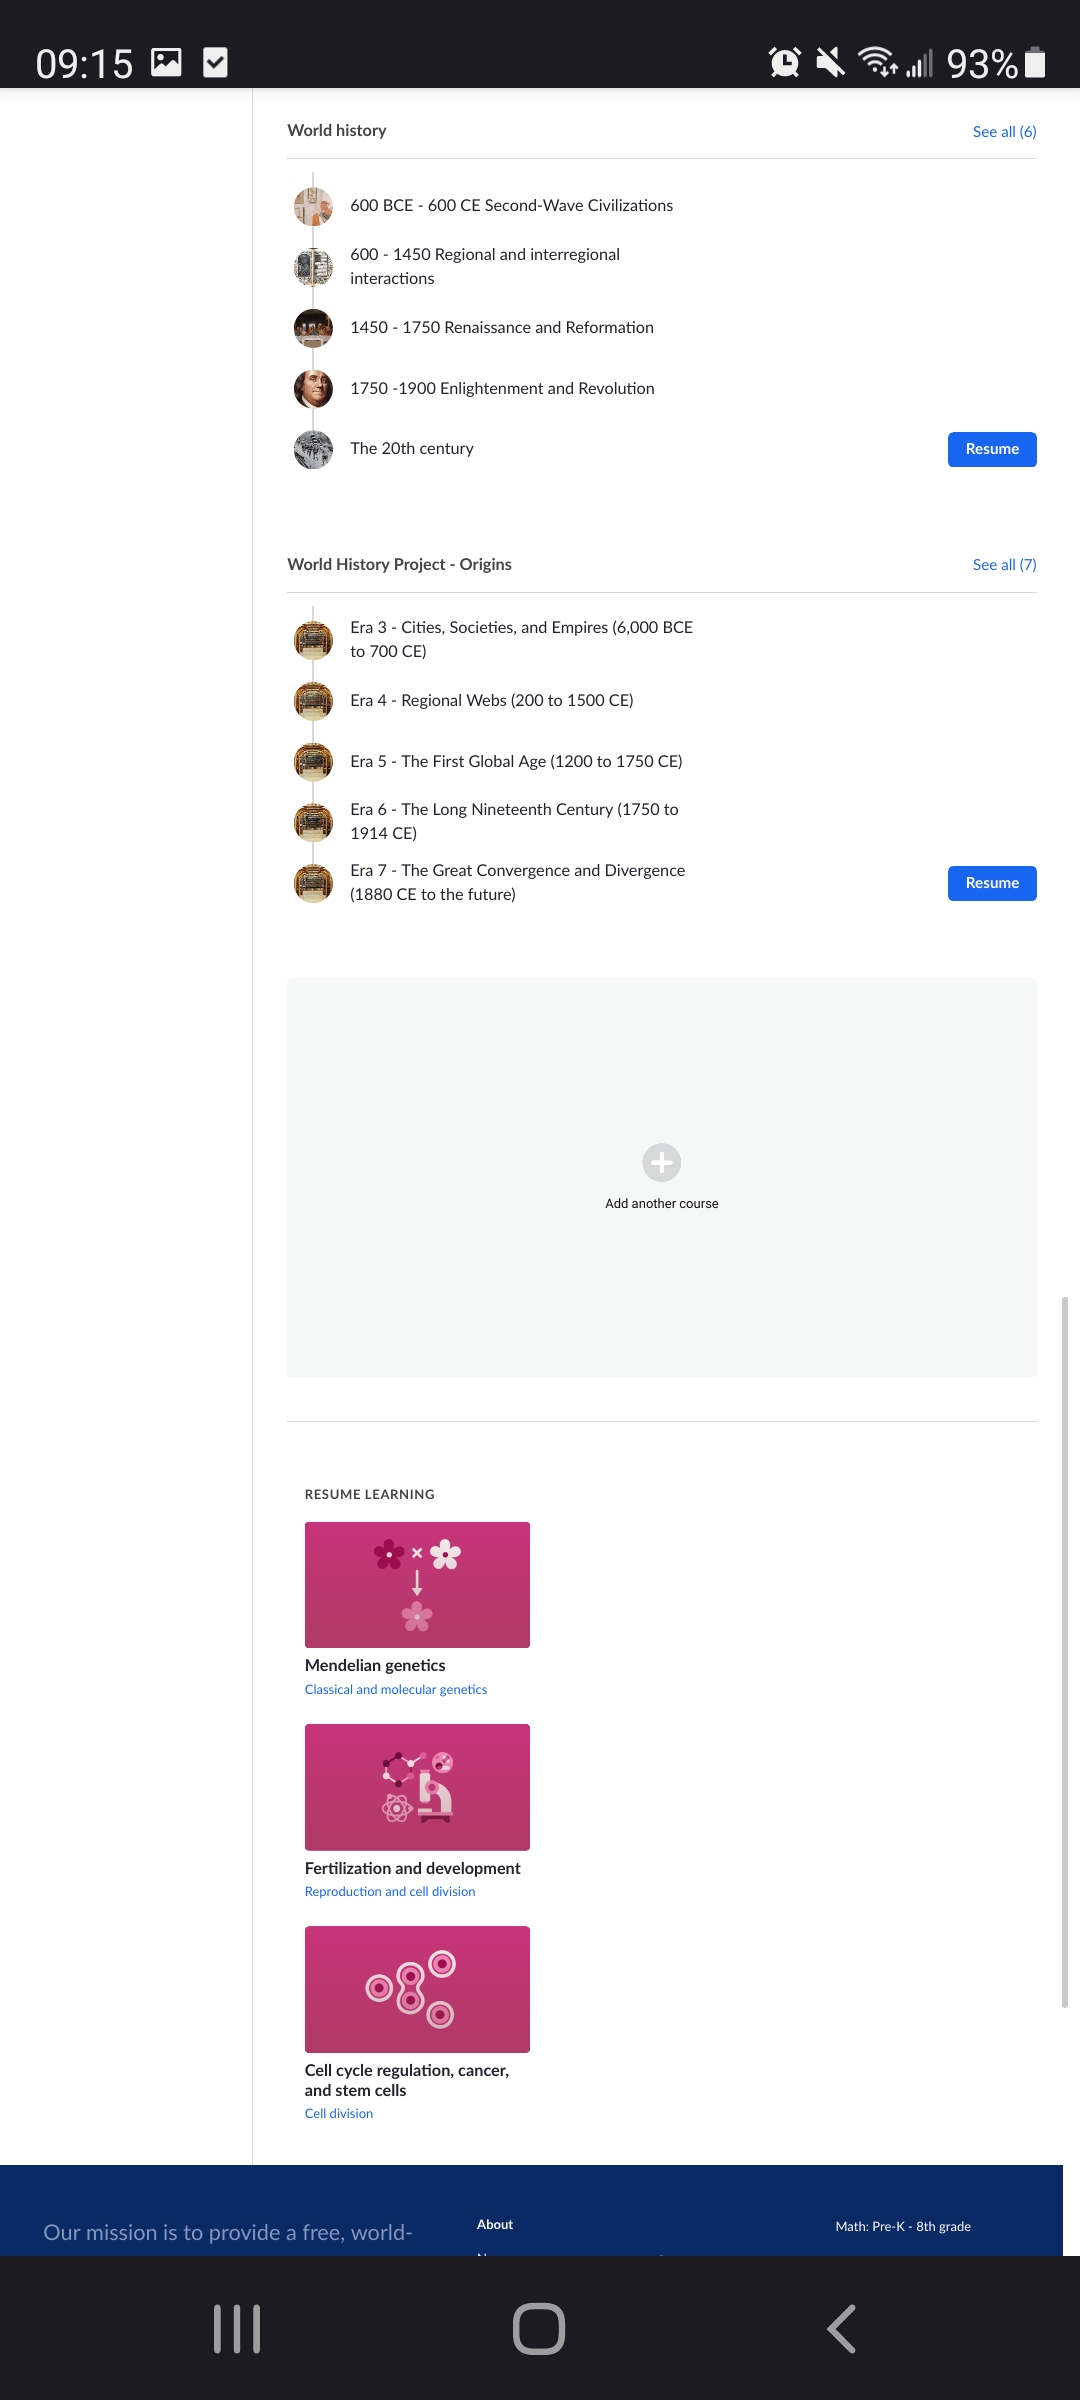 09:15
93%
World history
See all (6)
600 BCE - 600 CE Second-Wave Civilizations
600 - 1450 Regional and interregional
interactions
1450 - 1750 Renaissance and Reformation
1750 -1900 Enlightenment and Revolution
The 20th century
Resume
World History Project - Origins
See all (7)
Era 3 - Cities, Societies, and Empires (6,000 BCE
to 700 CE)
Era 4 - Regional Webs (200 to 1500 CE)
Era 5 - The First Global Age (1200 to 1750 CE)
Era 6 - The Long Nineteenth Century (1750 to
1914 CE)
Era 7 - The Great Convergence and Divergence
(1880 CE to the future)
Resume
Add another course
RESUME LEARNING
Mendelian genetics
Classical and molecular genetics
Fertilization and development
Reproduction and cell division
Cell cycle regulation, cancer,
and stem cells
Cell division
Our mission is to provide a free, world-
About
Math: Pre-K - 8th grade